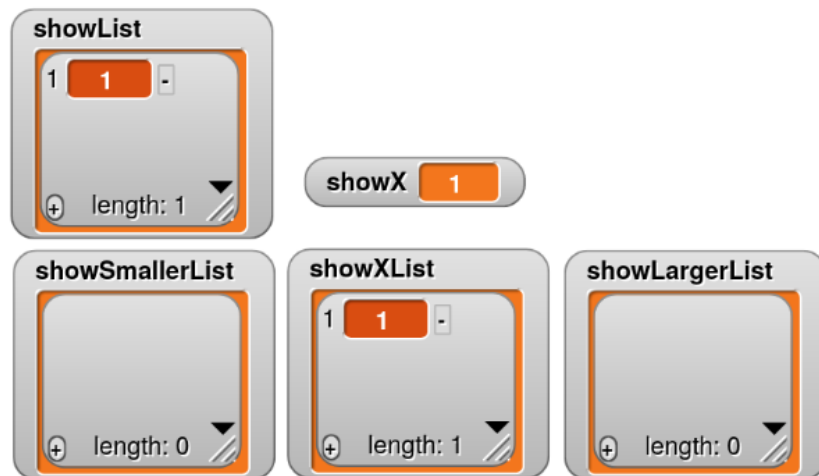 showList
1 1 -
+ length: 1
showX 1
showSmallerList
+ length: 0
showXList
1 1 -
+ length: 1
showLargerList
+ length: 0